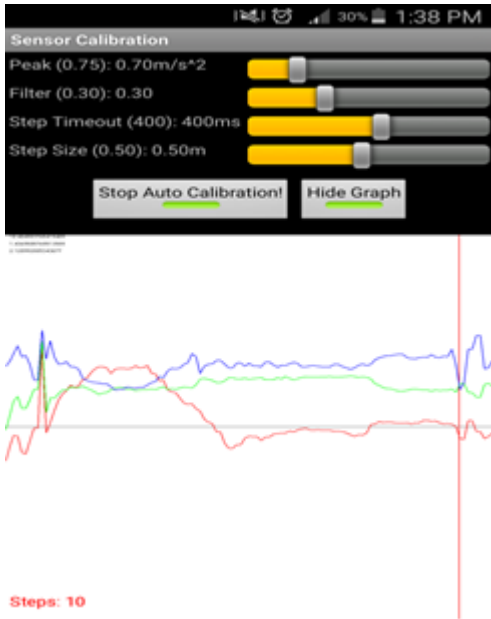 30% 1:38 PM
Sensor Calibration
Peak (0.75): 0.70m/s^2
Filter (0.30): 0.30
Step Timeout (400): 400ms
Step Size (0.50): 0.50m
Stop Auto Calibration! Hide Graph
Steps: 10